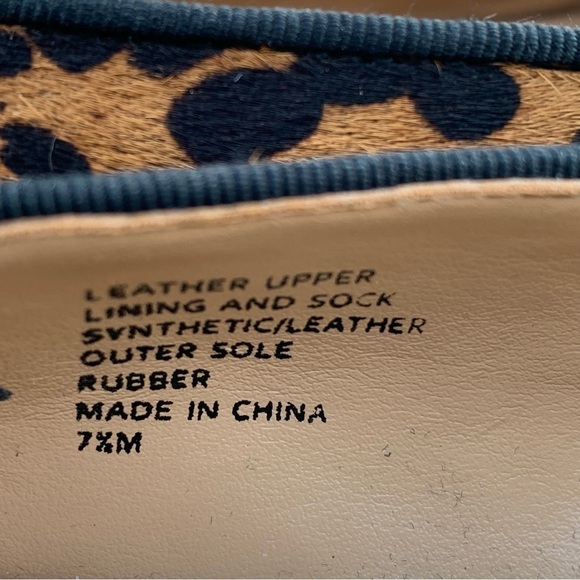 LEATHER UPPER
LINING AND SOCK
SYNTHETIC/LEATHER
OUTER SOLE
RUBBER
MADE IN CHINA
7½M